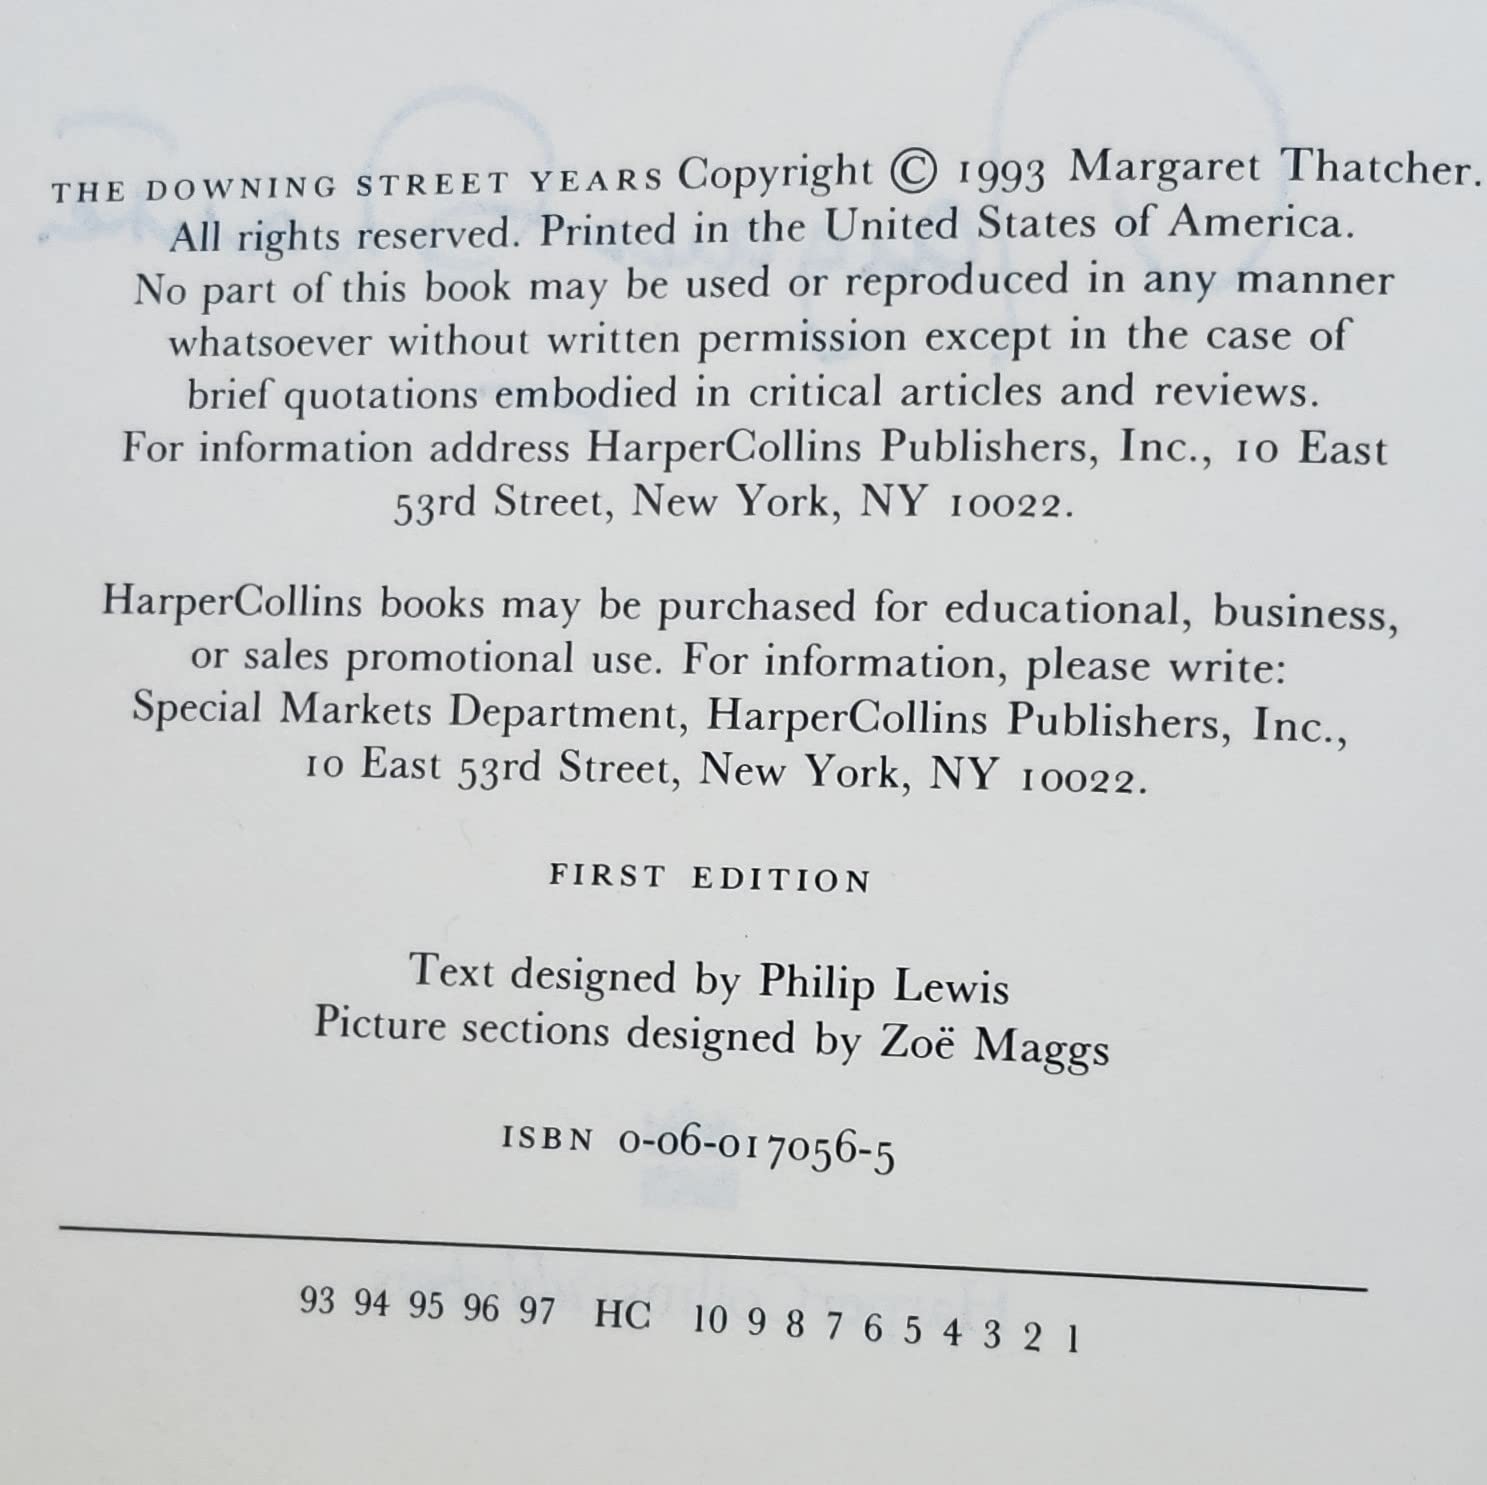 THE DOWNING STREET YEARS Copyright © 1993 Margaret Thatcher.
All rights reserved. Printed in the United States of America.
No part of this book may be used or reproduced in any manner
whatsoever without written permission except in the case of
brief quotations embodied in critical articles and reviews.
For information address HarperCollins Publishers, Inc., 10 East
53rd Street, New York, NY 10022.
HarperCollins books may be purchased for educational, business,
or sales promotional use. For information, please write:
Special Markets Department, HarperCollins Publishers, Inc.,
10 East 53rd Street, New York, NY 10022.
FIRST EDITION
Text designed by Philip Lewis
Picture sections designed by Zoë Maggs
ISBN 0-06-017056-5
93 94 95 96 97 HC 10 9 8 7 6 5 4 3 2 1